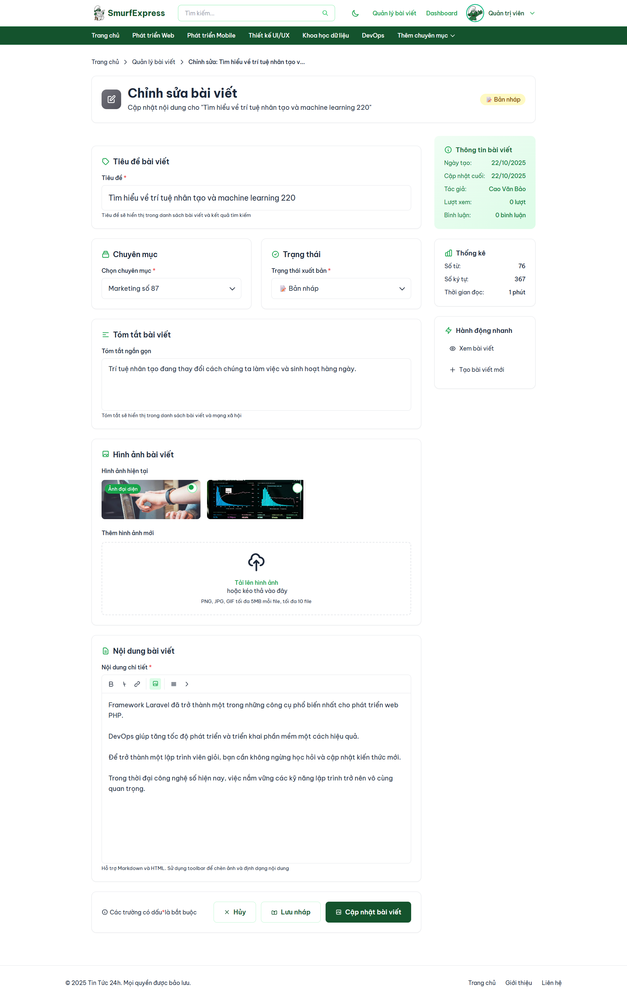 SmurfExpress
Tìm kiếm...
Quản lý bài viết
Dashboard
Quản trị viên
Trang chủ
Phát triển Web
Phát triển Mobile
Thiết kế UI/UX
Khoa học dữ liệu
DevOps
Thêm chuyên mục
Trang chủ
Quản lý bài viết
Chỉnh sửa: Tìm hiểu về trí tuệ nhân tạo v...
Chỉnh sửa bài viết
Cập nhật nội dung cho "Tìm hiểu về trí tuệ nhân tạo và machine learning 220"
Bản nháp
Tiêu đề bài viết
Tiêu đề *
Tìm hiểu về trí tuệ nhân tạo và machine learning 220
Tiêu đề sẽ hiển thị trong danh sách bài viết và kết quả tìm kiếm
Chuyên mục
Chọn chuyên mục *
Marketing số 87
Trạng thái
Trạng thái xuất bản *
Bản nháp
Tóm tắt bài viết
Tóm tắt ngắn gọn
Trí tuệ nhân tạo đang thay đổi cách chúng ta làm việc và sinh hoạt hàng ngày.
Tóm tắt sẽ hiển thị trong danh sách bài viết và mạng xã hội
Hình ảnh bài viết
Hình ảnh hiện tại
Ảnh đại diện
Thêm hình ảnh mới
Tải lên hình ảnh
hoặc kéo thả vào đây
PNG, JPG, GIF tối đa 5MB mỗi file, tối đa 10 file
Nội dung bài viết
Nội dung chi tiết *
Framework Laravel đã trở thành một trong những công cụ phổ biến nhất cho phát triển web
PHP.
DevOps giúp tăng tốc độ phát triển và triển khai phần mềm một cách hiệu quả.
Để trở thành một lập trình viên giỏi, bạn cần không ngừng học hỏi và cập nhật kiến thức mới.
Trong thời đại công nghệ số hiện nay, việc nắm vững các kỹ năng lập trình trở nên vô cùng
quan trọng.
Hỗ trợ Markdown và HTML. Sử dụng toolbar để chèn ảnh và định dạng nội dung
Các trường có dấu*là bắt buộc
Hủy
Lưu nháp
Cập nhật bài viết
Thông tin bài viết
Ngày tạo: 22/10/2025
Cập nhật cuối: 22/10/2025
Tác giả: Cao Văn Bảo
Lượt xem: 0 lượt
Bình luận: 0 bình luận
Thống kê
Số từ: 76
Số ký tự: 367
Thời gian đọc: 1 phút
Hành động nhanh
Xem bài viết
Tạo bài viết mới
© 2025 Tin Tức 24h. Mọi quyền được bảo lưu.
Trang chủ
Giới thiệu
Liên hệ